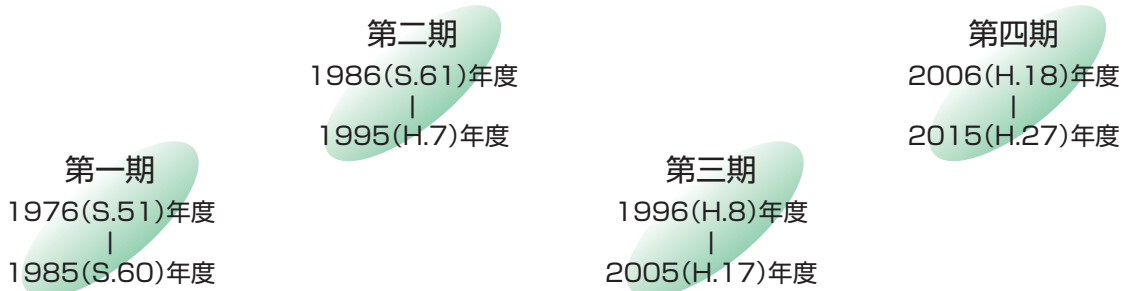 第一期
1976(S.51)年度
|
1985(S.60)年度
第二期
1986(S.61)年度
|
1995(H.7)年度
第三期
1996(H.8)年度
|
2005(H.17)年度
第四期
2006(H.18)年度
|
2015(H.27)年度